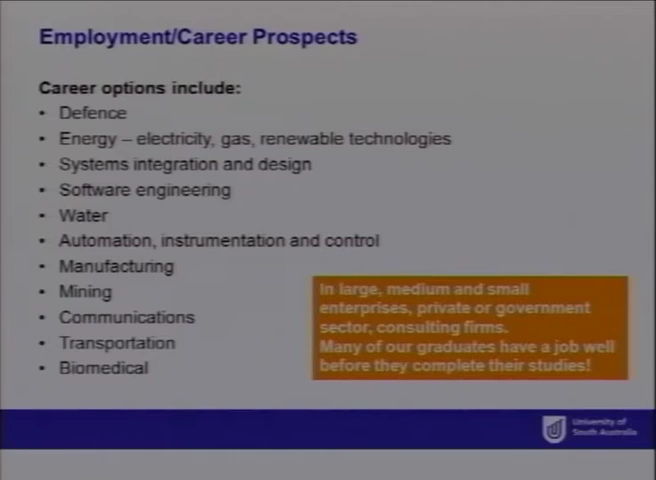 Employment/Career Prospects
Career options include:
• Defence
• Energy – electricity, gas, renewable technologies
• Systems integration and design
• Software engineering
• Water
• Automation, instrumentation and control
• Manufacturing
• Mining
• Communications
• Transportation
• Biomedical
In large, medium and small
enterprises, private or government
sector, consulting firms.
Many of our graduates have a job well
before they complete their studies!
University of
South Australia